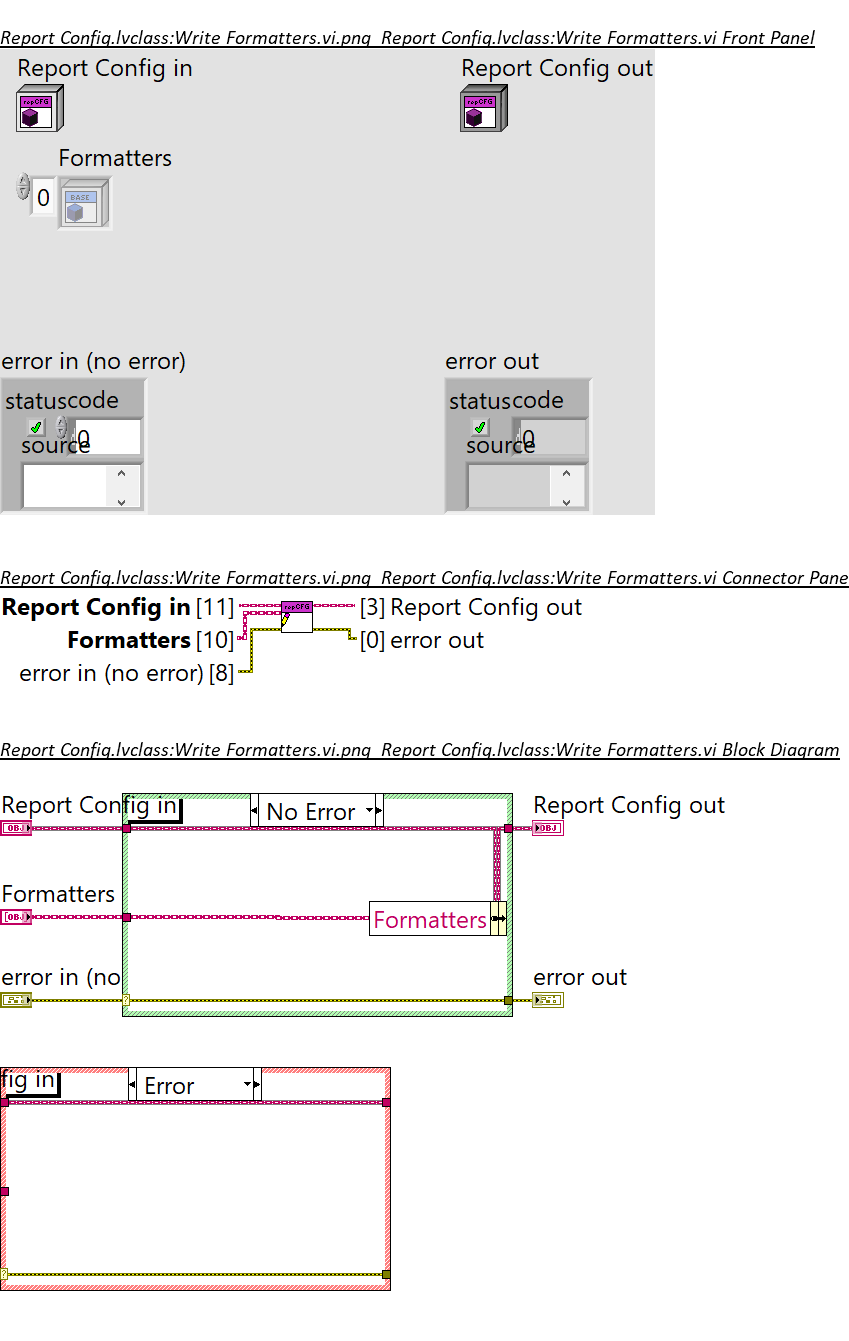 Report Config.lvclass:Write Formatters.vi.png Report Config.lvclass:Write Formatters.vi Front Panel
Report Config in Report Config out
repCFG repCFG
Formatters
0 BASE
error in (no error) error out
status code status code
0 0
source source
Report Config.lvclass:Write Formatters.vi.png Report Config.lvclass:Write Formatters.vi Connector Pane
Report Config in [11] repCFG [3] Report Config out
Formatters [10] [0] error out
error in (no error) [8]
Report Config.lvclass:Write Formatters.vi.png Report Config.lvclass:Write Formatters.vi Block Diagram
Report Config in No Error Report Config out
OBJ OBJ
Formatters
[OBJ] Formatters
error in (no error out
?
fig in Error
?